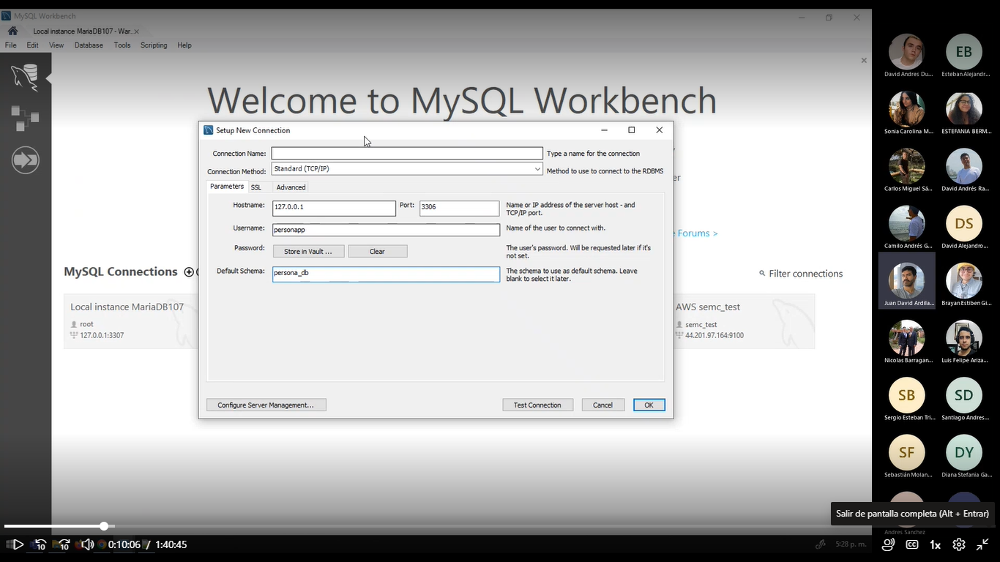 MySQL Workbench
Local instance MariaDB107 - War...
File Edit View Database Tools Scripting Help
Welcome to MySQL Workbench
Setup New Connection
Connection Name: Type a name for the connection
Connection Method: Standard (TCP/IP) Method to use to connect to the RDBMS
Parameters SSL Advanced
Hostname: 127.0.0.1 Port: 3306 Name or IP address of the server host - and
TCP/IP port.
Username: personapp Name of the user to connect with.
Password: Store in Vault ... Clear The user's password. Will be requested later if it's
not set.
Default Schema: persona_db The schema to use as default schema. Leave
blank to select it later.
Configure Server Management... Test Connection Cancel OK
er
Forums >
MySQL Connections
Filter connections
Local instance MariaDB107
root
127.0.0.1:3307
AWS semc_test
semc_test
44.201.97.164:9100
EB
David Andres Du... Esteban Alejandr...
Sonia Carolina M... ESTEFANIA BERM...
Carlos Miguel Sá... David Andrés Ra...
DS
Camilo Andrés G... David Alejandro...
Juan David Ardila... Brayan Estiben Gi...
Nicolas Barragan... Luis Felipe Ariza...
SB SD
Sergio Esteban Tri... Santiago Andres...
SF DY
Sebastián Molan... Diana Stefania Ga...
Salir de pantalla completa (Alt + Entrar)
Andres Sanchez
10 10 0:10:06 / 1:40:45
5:28 p. m.
CC 1x